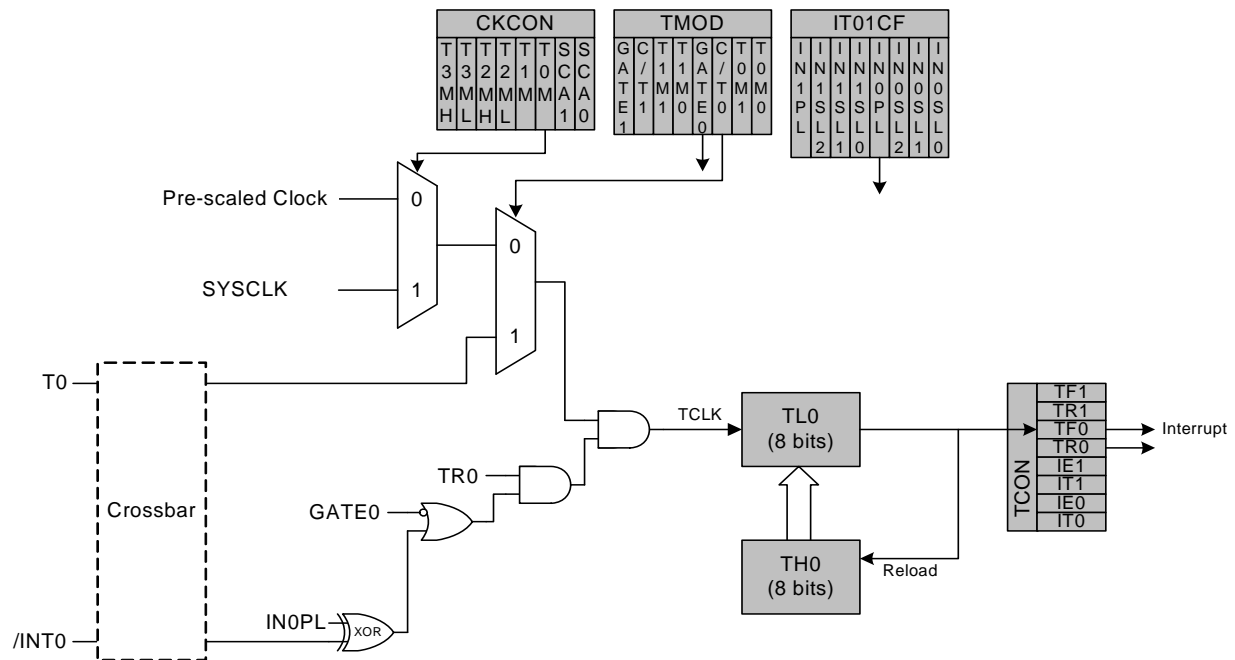 CKCON
T3MH
T3ML
T2MH
T2ML
T1M
T0M
SCA1
SCA0
TMOD
GATE1
C/T1
T1M1
T1M0
GATE0
C/T0
T0M1
T0M0
IT01CF
IN1PL
IN1SL2
IN1SL1
IN1SL0
IN0PL
IN0SL2
IN0SL1
IN0SL0
Pre-scaled Clock
0
SYSCLK
1
0
1
T0
Crossbar
/INT0
GATE0
TR0
IN0PL
XOR
TCLK
TL0
(8 bits)
TH0
(8 bits)
Reload
TCON
TF1
TR1
TF0
TR0
IE1
IT1
IE0
IT0
Interrupt